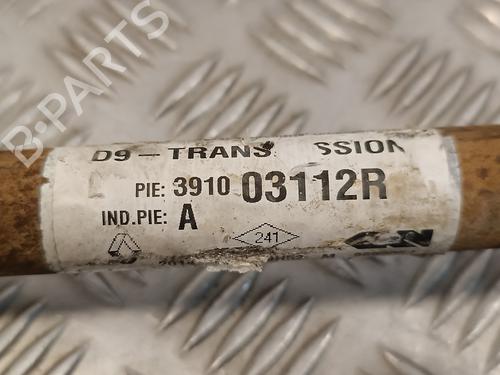 B-PARTS
D9-TRANS SSION
PIE: 3910 03112R
IND.PIE: A
241